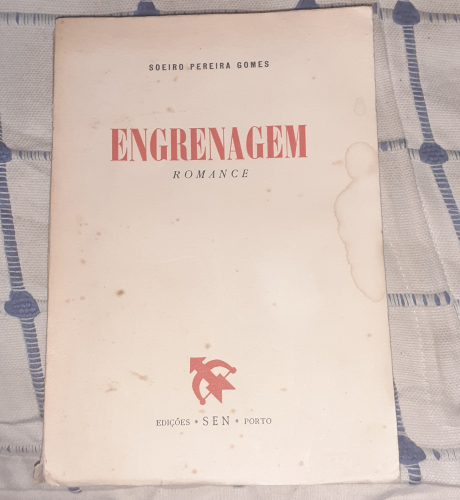 SOEIRO PEREIRA GOMES
ENGRENAGEM
ROMANCE
EDIÇÕES * SEN * PORTO